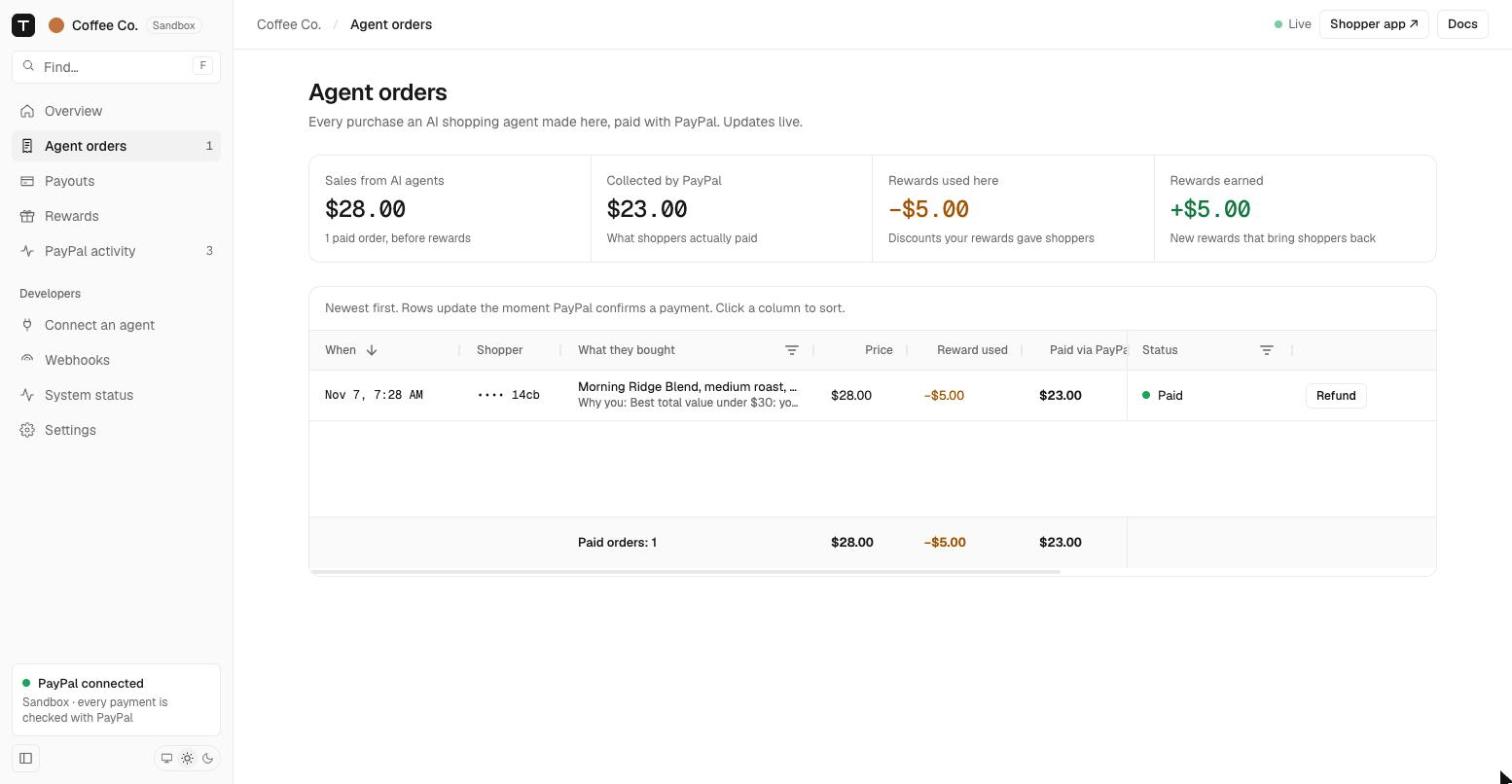 T Coffee Co. Sandbox
Find… F
Overview
Agent orders 1
Payouts
Rewards
PayPal activity 3
Developers
Connect an agent
Webhooks
System status
Settings
PayPal connected
Sandbox · every payment is
checked with PayPal
Coffee Co. / Agent orders
Live Shopper app ↗ Docs
Agent orders
Every purchase an AI shopping agent made here, paid with PayPal. Updates live.
Sales from AI agents
$28.00
1 paid order, before rewards
Collected by PayPal
$23.00
What shoppers actually paid
Rewards used here
−$5.00
Discounts your rewards gave shoppers
Rewards earned
+$5.00
New rewards that bring shoppers back
Newest first. Rows update the moment PayPal confirms a payment. Click a column to sort.
When ↓ Shopper What they bought Price Reward used Paid via PayPa Status
Nov 7, 7:28 AM •••• 14cb Morning Ridge Blend, medium roast, … $28.00 −$5.00 $23.00 Paid Refund
Why you: Best total value under $30: yo…
Paid orders: 1 $28.00 −$5.00 $23.00